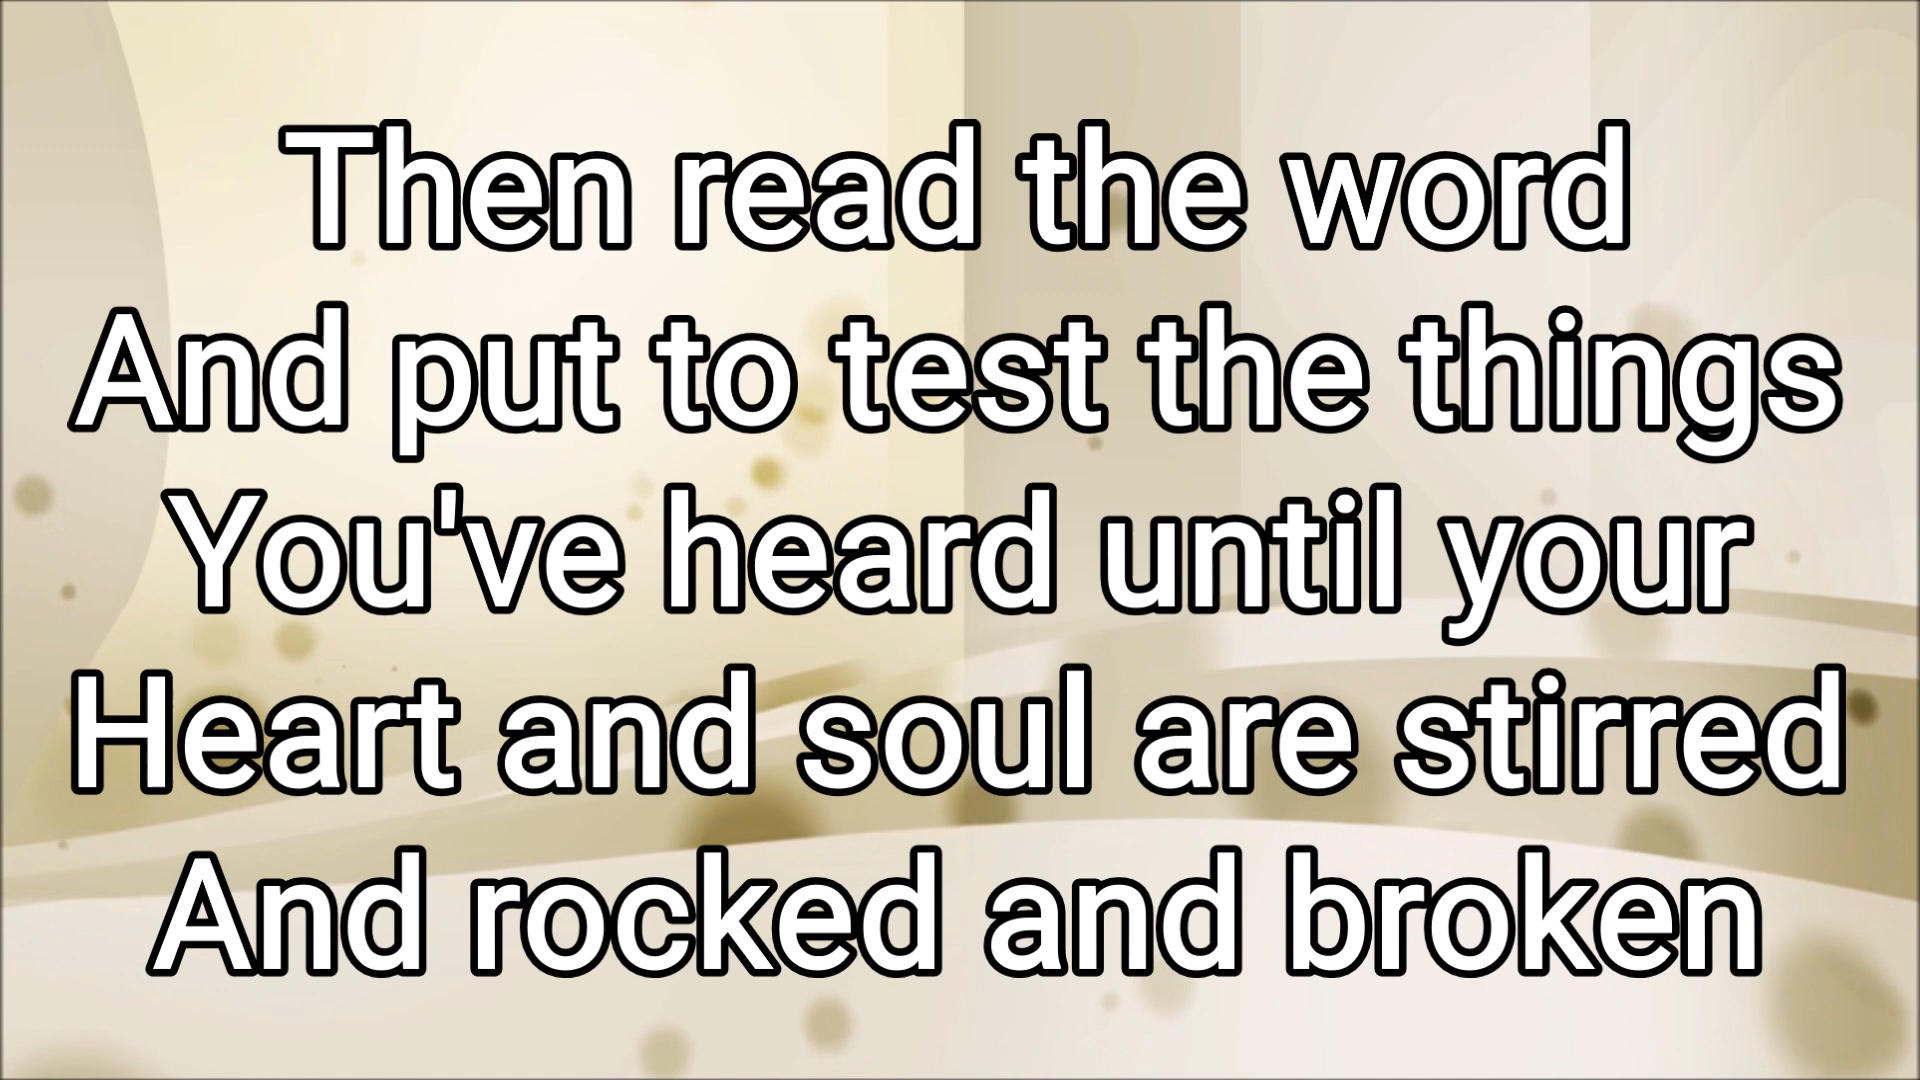 Then read the word
And put to test the things
You've heard until your
Heart and soul are stirred
And rocked and broken